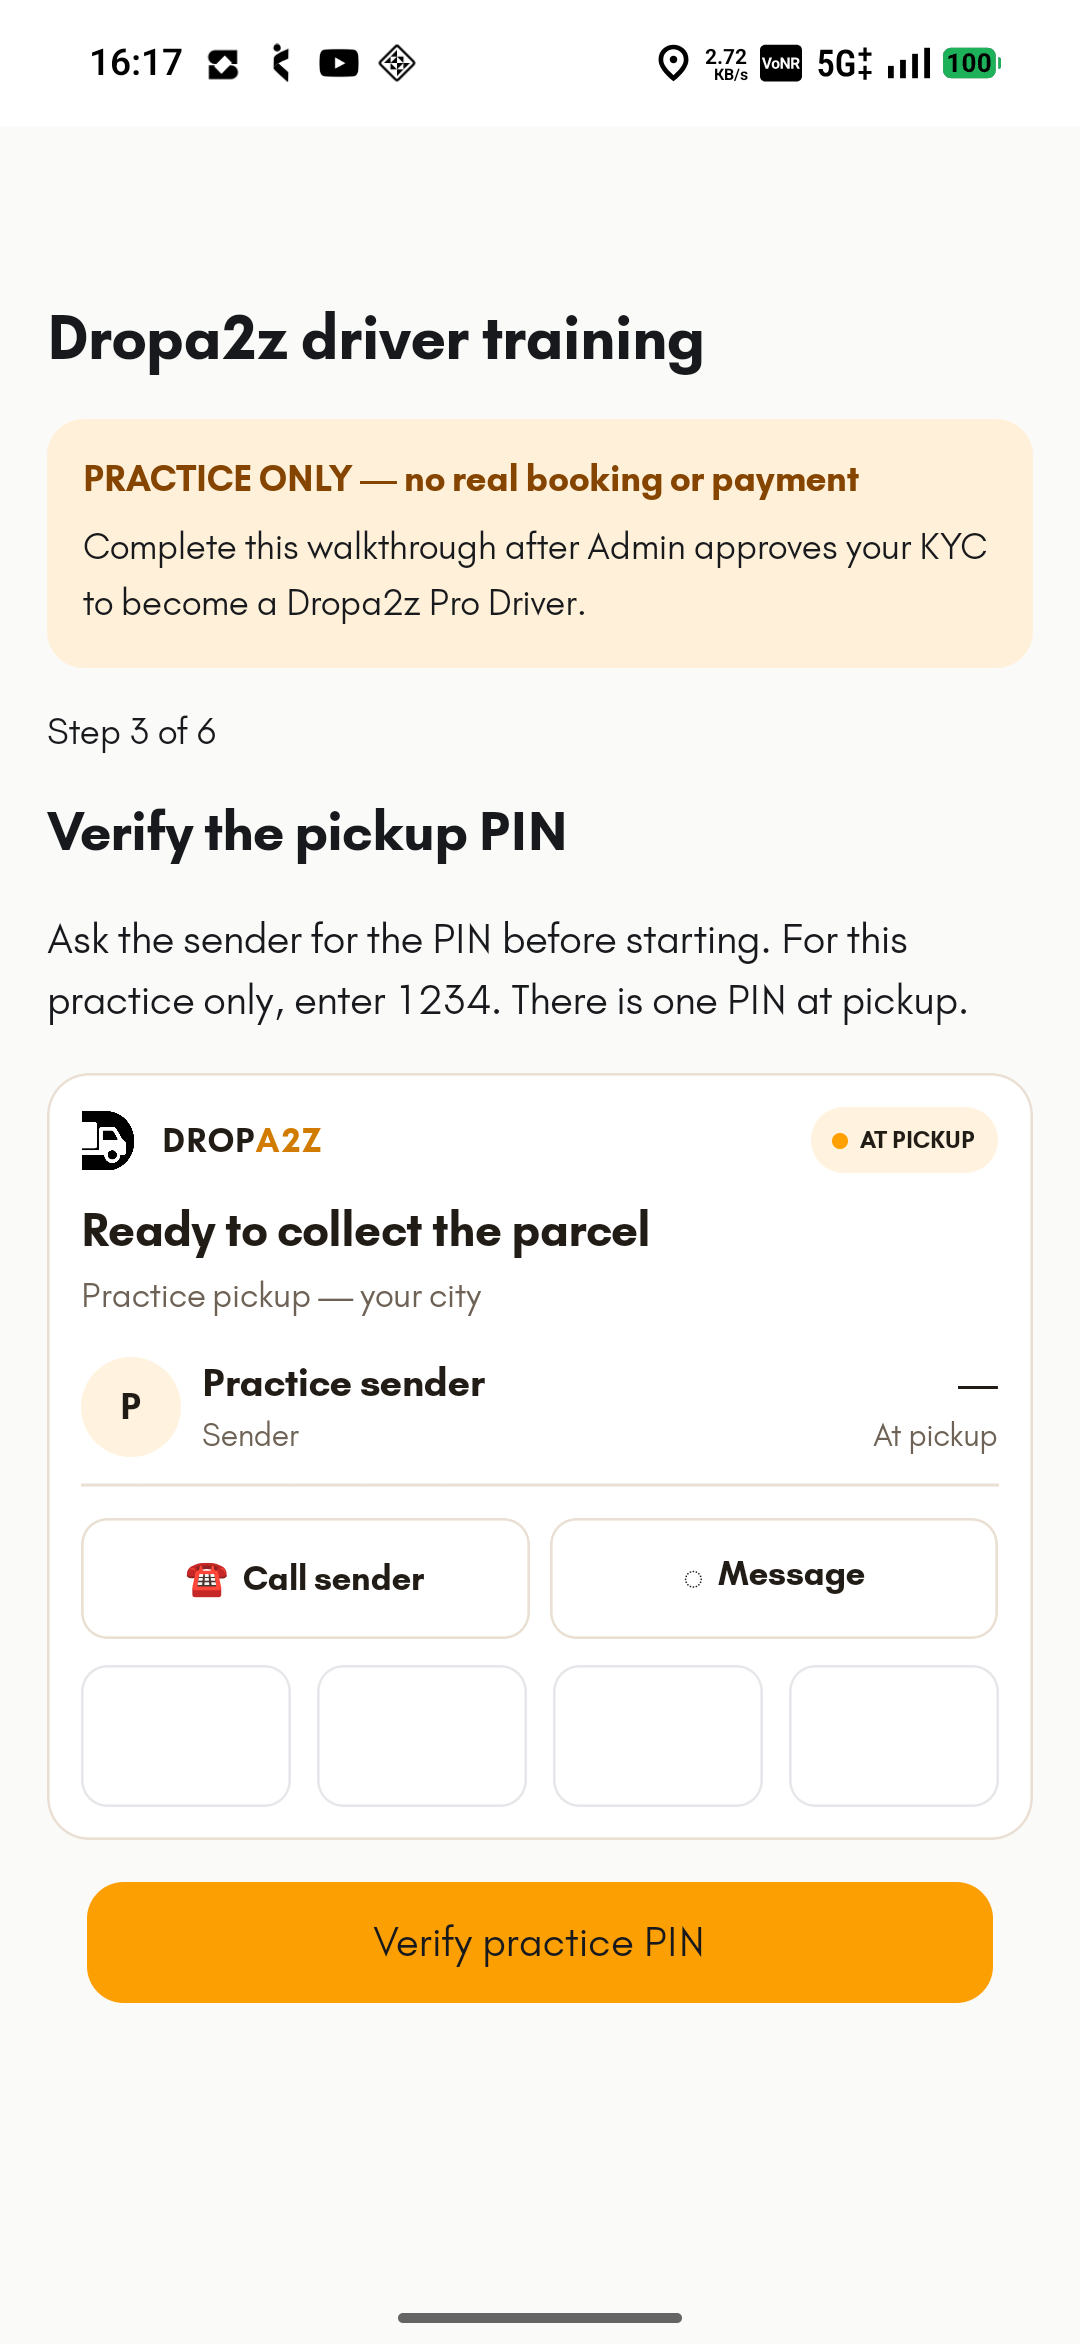 16:17
2.72 KB/s VoNR 5G 100
Dropa2z driver training
PRACTICE ONLY — no real booking or payment
Complete this walkthrough after Admin approves your KYC
to become a Dropa2z Pro Driver.
Step 3 of 6
Verify the pickup PIN
Ask the sender for the PIN before starting. For this
practice only, enter 1234. There is one PIN at pickup.
DROPA2Z
AT PICKUP
Ready to collect the parcel
Practice pickup — your city
P
Practice sender
—
Sender
At pickup
☎️ Call sender
◌ Message
Verify practice PIN